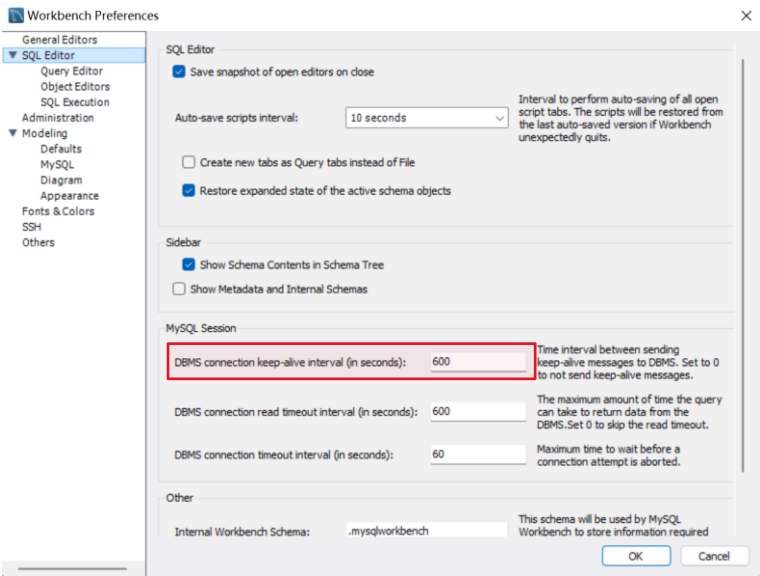 Workbench Preferences
General Editors
SQL Editor
Query Editor
Object Editors
SQL Execution
Administration
Modeling
Defaults
MySQL
Diagram
Appearance
Fonts & Colors
SSH
Others
SQL Editor
Save snapshot of open editors on close
Auto-save scripts interval:
10 seconds
Interval to perform auto-saving of all open
script tabs. The scripts will be restored from
the last auto-saved version if Workbench
unexpectedly quits.
Create new tabs as Query tabs instead of File
Restore expanded state of the active schema objects
Sidebar
Show Schema Contents in Schema Tree
Show Metadata and Internal Schemas
MySQL Session
DBMS connection keep-alive interval (in seconds):
600
Time interval between sending
keep-alive messages to DBMS. Set to 0
to not send keep-alive messages.
DBMS connection read timeout interval (in seconds):
600
The maximum amount of time the query
can take to return data from the
DBMS.Set 0 to skip the read timeout.
DBMS connection timeout interval (in seconds):
60
Maximum time to wait before a
connection attempt is aborted.
Other
Internal Workbench Schema:
.mysqlworkbench
This schema will be used by MySQL
Workbench to store information required
OK
Cancel